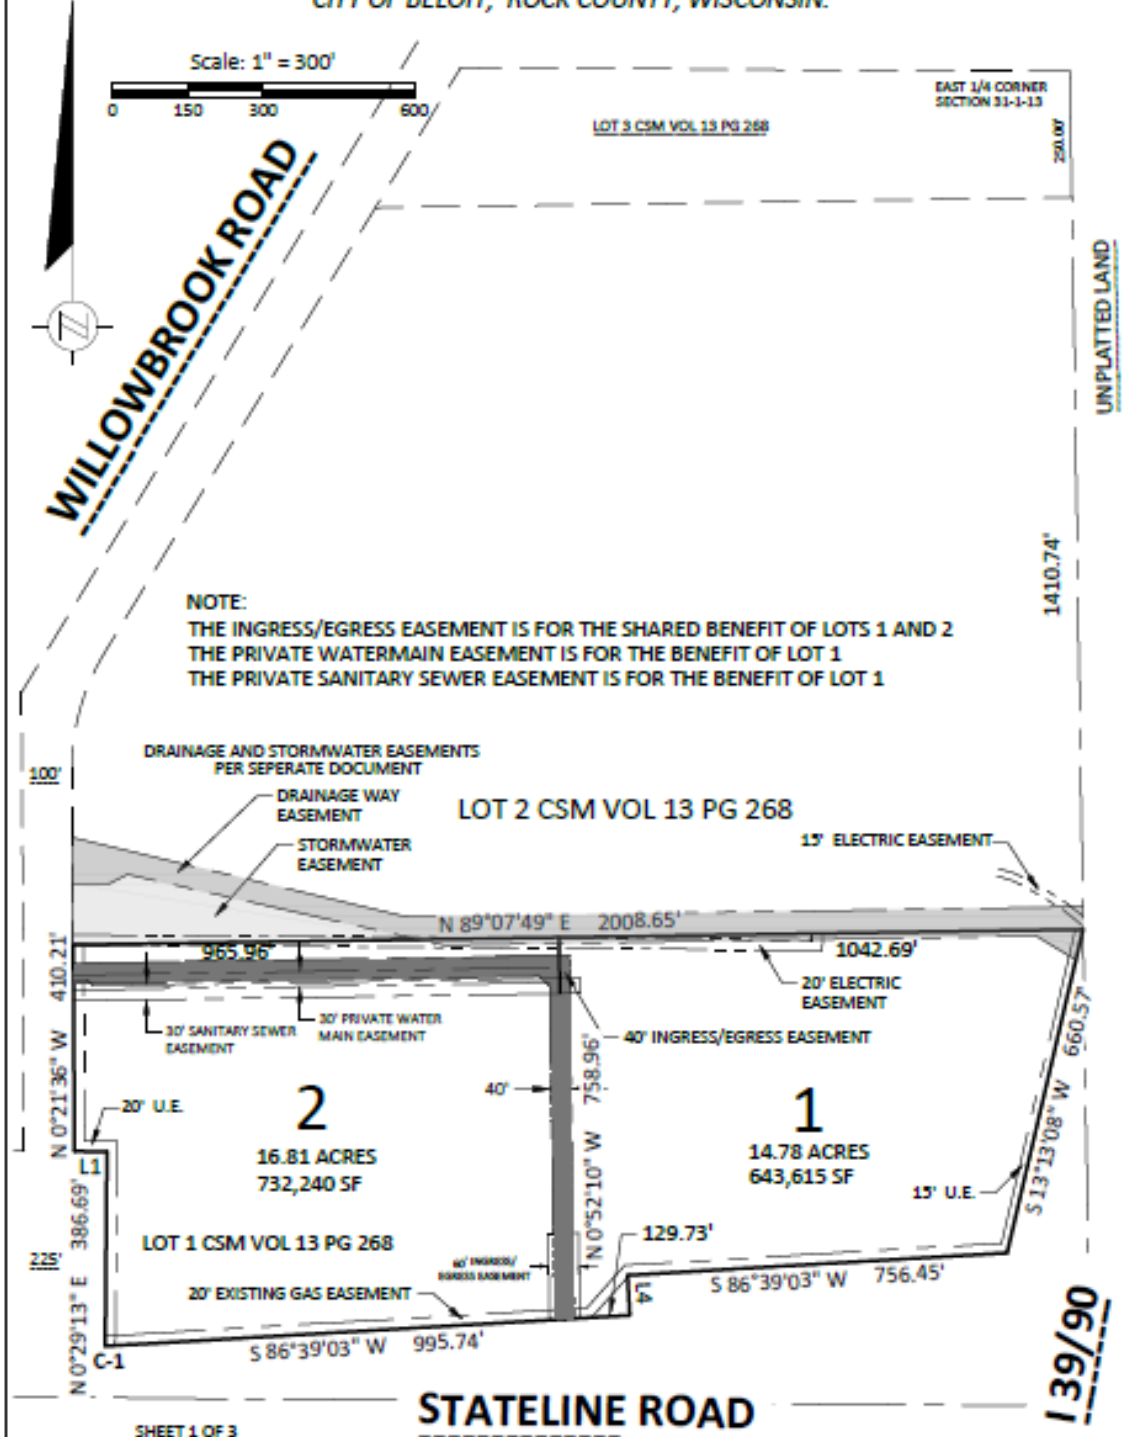 CITY OF BELOIT, ROCK COUNTY, WISCONSIN.
Scale: 1" = 300'
0 150 300 600
EAST 1/4 CORNER
SECTION 31-1-13
LOT 3 CSM VOL 13 PG 268
250.00'
WILLOWBROOK ROAD
N
UNPLATTED LAND
1410.74'
NOTE:
THE INGRESS/EGRESS EASEMENT IS FOR THE SHARED BENEFIT OF LOTS 1 AND 2
THE PRIVATE WATERMAIN EASEMENT IS FOR THE BENEFIT OF LOT 1
THE PRIVATE SANITARY SEWER EASEMENT IS FOR THE BENEFIT OF LOT 1
DRAINAGE AND STORMWATER EASEMENTS
PER SEPERATE DOCUMENT
100'
DRAINAGE WAY
EASEMENT
LOT 2 CSM VOL 13 PG 268
STORMWATER
EASEMENT
15' ELECTRIC EASEMENT
N 89°07'49" E 2008.65'
965.96'
1042.69'
20' ELECTRIC
EASEMENT
N 0°21'36" W 410.21'
30' SANITARY SEWER
EASEMENT
30' PRIVATE WATER
MAIN EASEMENT
40' INGRESS/EGRESS EASEMENT
S 13°13'08" W 660.57'
N 0°52'10" W 758.96'
40'
20' U.E.
2
16.81 ACRES
732,240 SF
1
14.78 ACRES
643,615 SF
L1
15' U.E.
N 0°29'13" E 386.69'
225'
LOT 1 CSM VOL 13 PG 268
129.73'
60' INGRESS/
EGRESS EASEMENT
L4
S 86°39'03" W 756.45'
20' EXISTING GAS EASEMENT
S 86°39'03" W 995.74'
C-1
I 39/90
STATELINE ROAD
SHEET 1 OF 3